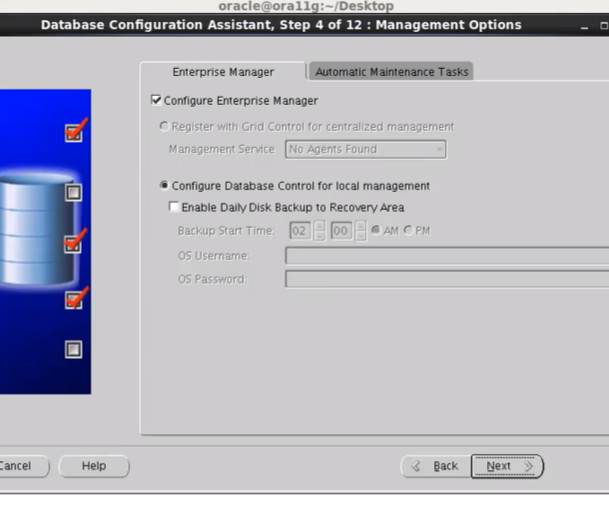 oracle@ora11g:~/Desktop
Database Configuration Assistant, Step 4 of 12 : Management Options
Enterprise Manager Automatic Maintenance Tasks
Configure Enterprise Manager
Register with Grid Control for centralized management
Management Service: No Agents Found
Configure Database Control for local management
Enable Daily Disk Backup to Recovery Area
Backup Start Time: 02 00 AM PM
OS Username:
OS Password:
Cancel Help Back Next